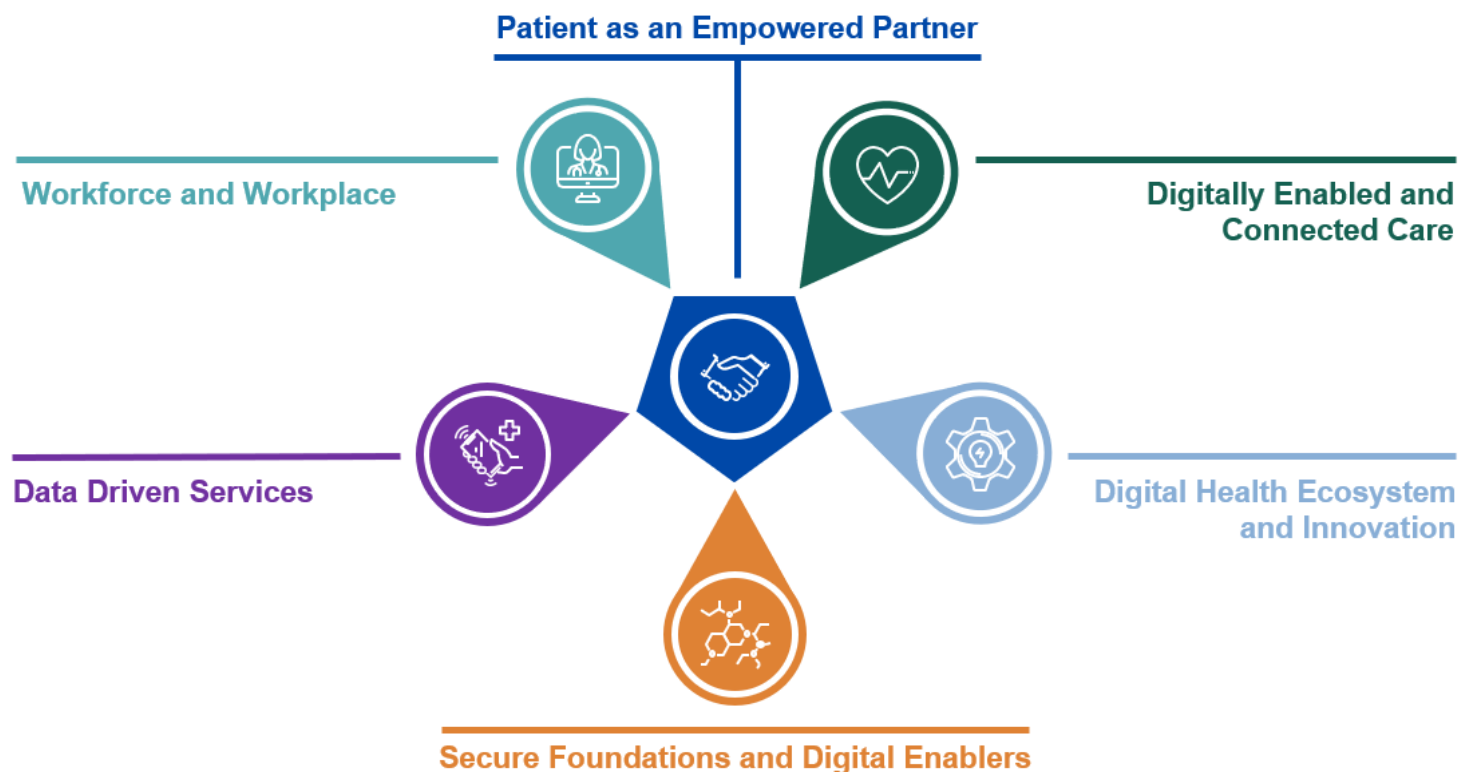 Patient as an Empowered Partner
Workforce and Workplace
Digitally Enabled and
Connected Care
Data Driven Services
Digital Health Ecosystem
and Innovation
Secure Foundations and Digital Enablers